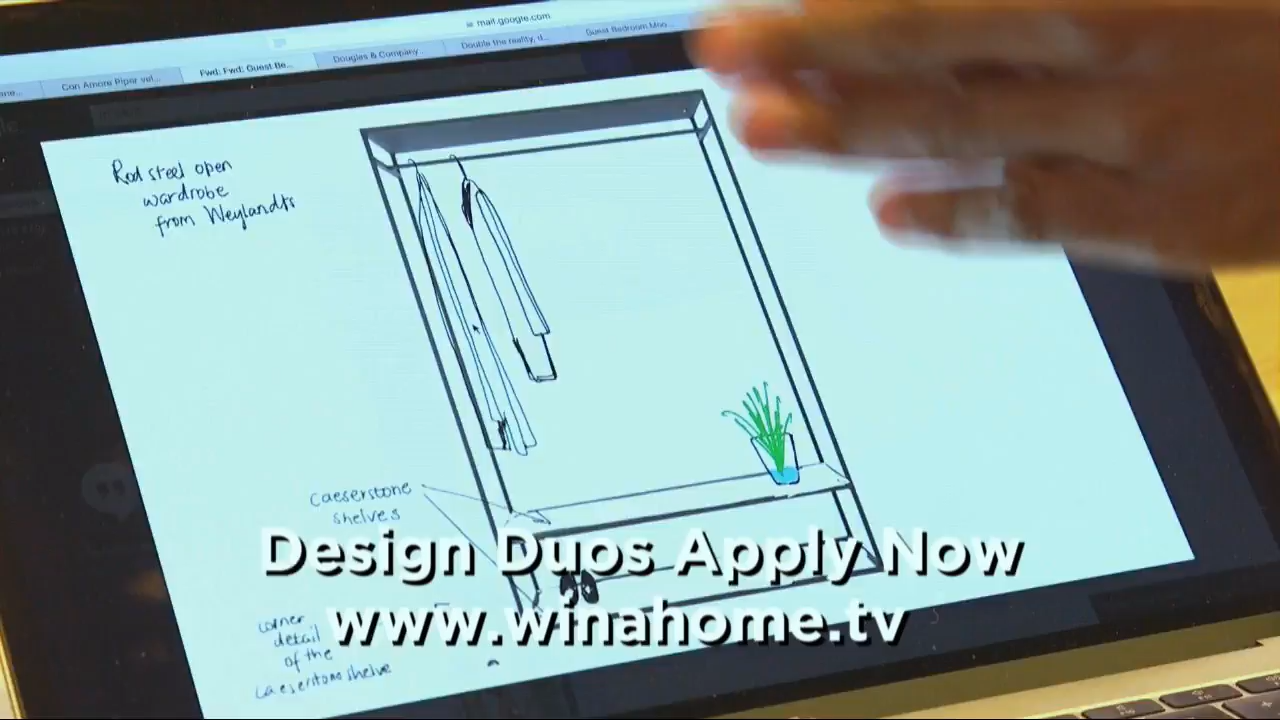 mail.google.com
Con Amore Piper vel...
Fwd: Fwd: Guest Be...
Douglas & Company...
Double the reality, d...
Guest Bedroom Moo...
Rod steel open
wardrobe
from Weylandts
caeserstone
shelves
Design Duos Apply Now
www.winahome.tv
corner
detail
of the
caeserstone shelve